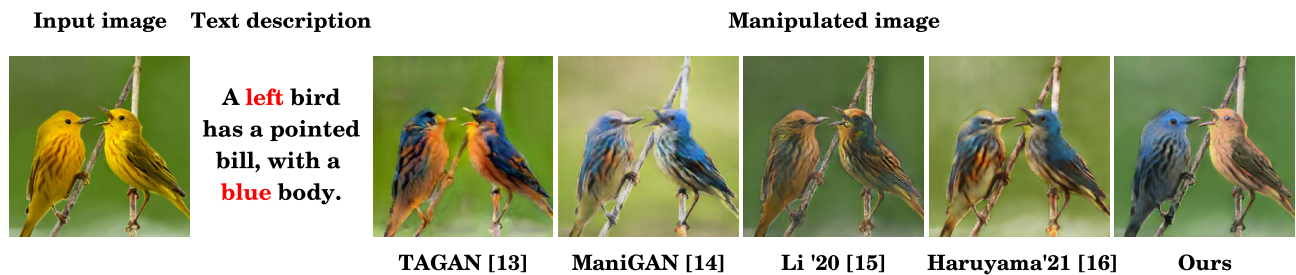 Input image
Text description
Manipulated image
A left bird
has a pointed
bill, with a
blue body.
TAGAN [13]
ManiGAN [14]
Li '20 [15]
Haruyama'21 [16]
Ours